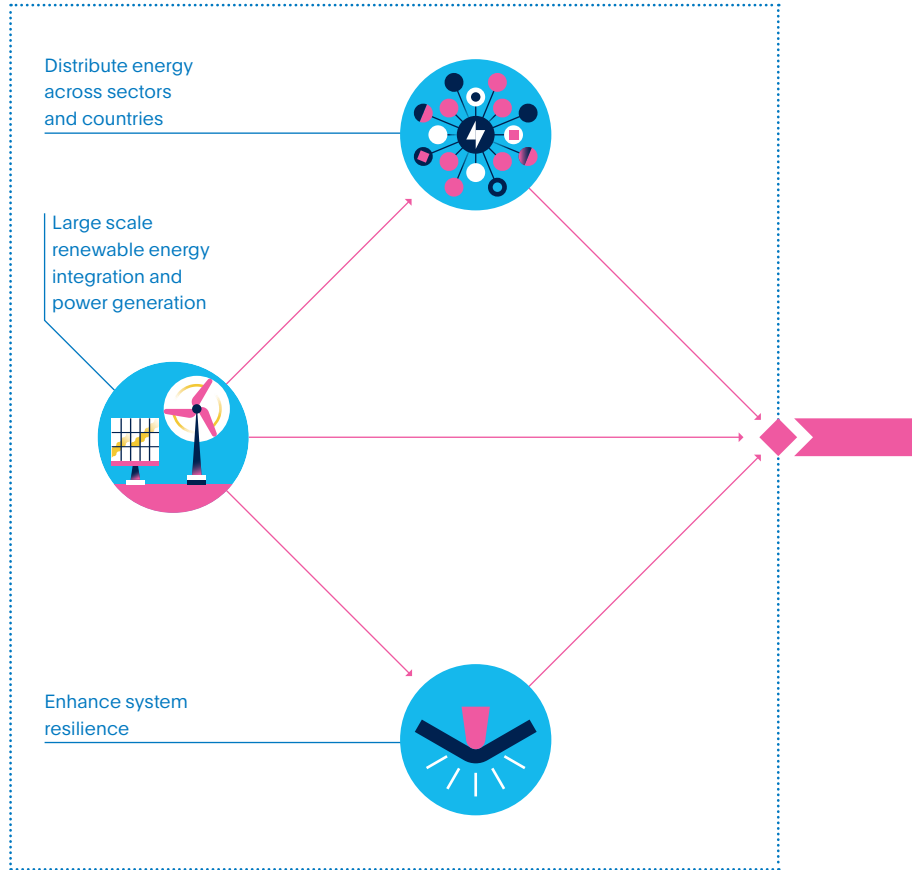 Distribute energy
across sectors
and countries
Large scale
renewable energy
integration and
power generation
Enhance system
resilience